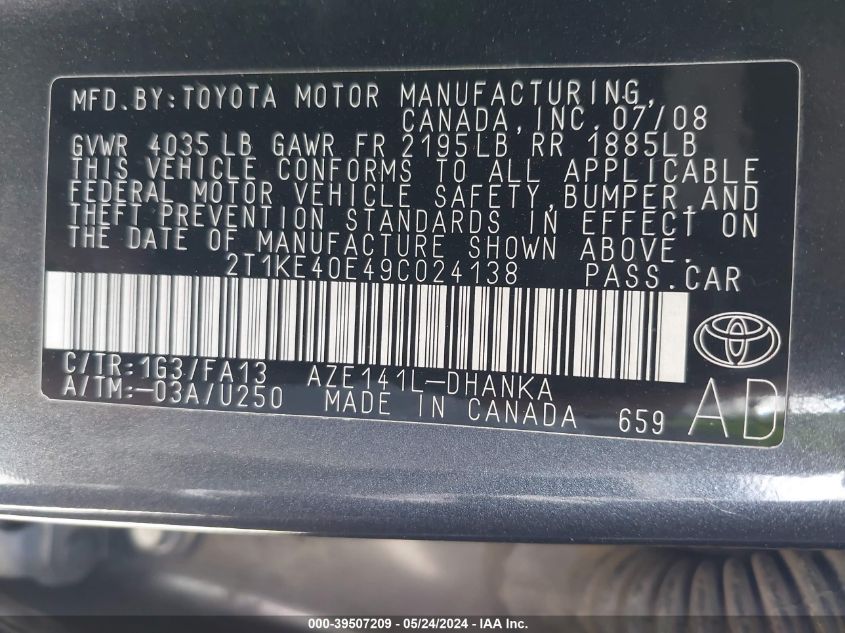 MFD.BY:TOYOTA MOTOR MANUFACTURING,
CANADA,INC.07/08
GVWR 4035LB GAWR FR 2195LB RR 1885LB
THIS VEHICLE CONFORMS TO ALL APPLICABLE
FEDERAL MOTOR VEHICLE SAFETY,BUMPER,AND
THEFT PREVENTION STANDARDS IN EFFECT ON
THE DATE OF MANUFACTURE SHOWN ABOVE.
2T1KE40E49C024138 PASS.CAR
C/TR:1G3/FA13 AZE141L-DHANKA
A/TM:-03A/U250 MADE IN CANADA 659 AD
000-39507209 - 05/24/2024 - IAA Inc.